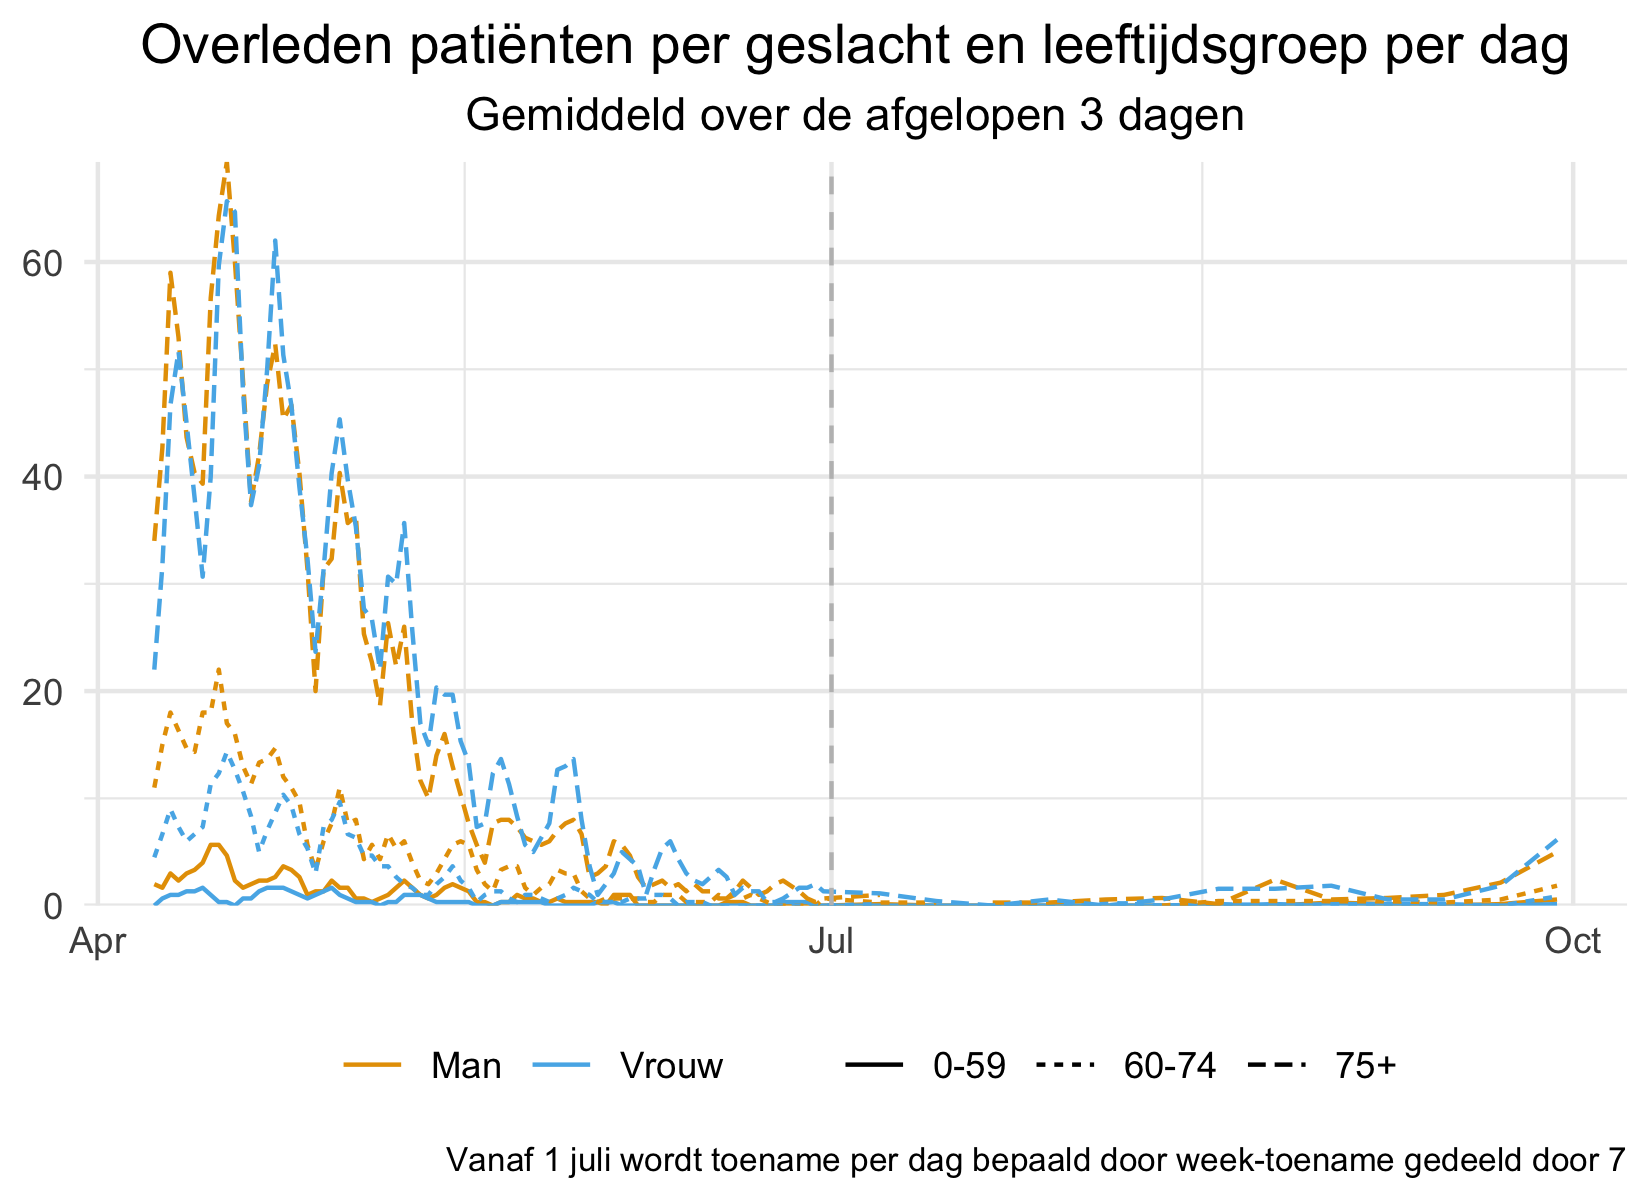 Overleden patiënten per geslacht en leeftijdsgroep per dag
Gemiddeld over de afgelopen 3 dagen
60
40
20
0
Apr Jul Oct
Man Vrouw 0-59 60-74 75+
Vanaf 1 juli wordt toename per dag bepaald door week-toename gedeeld door 7